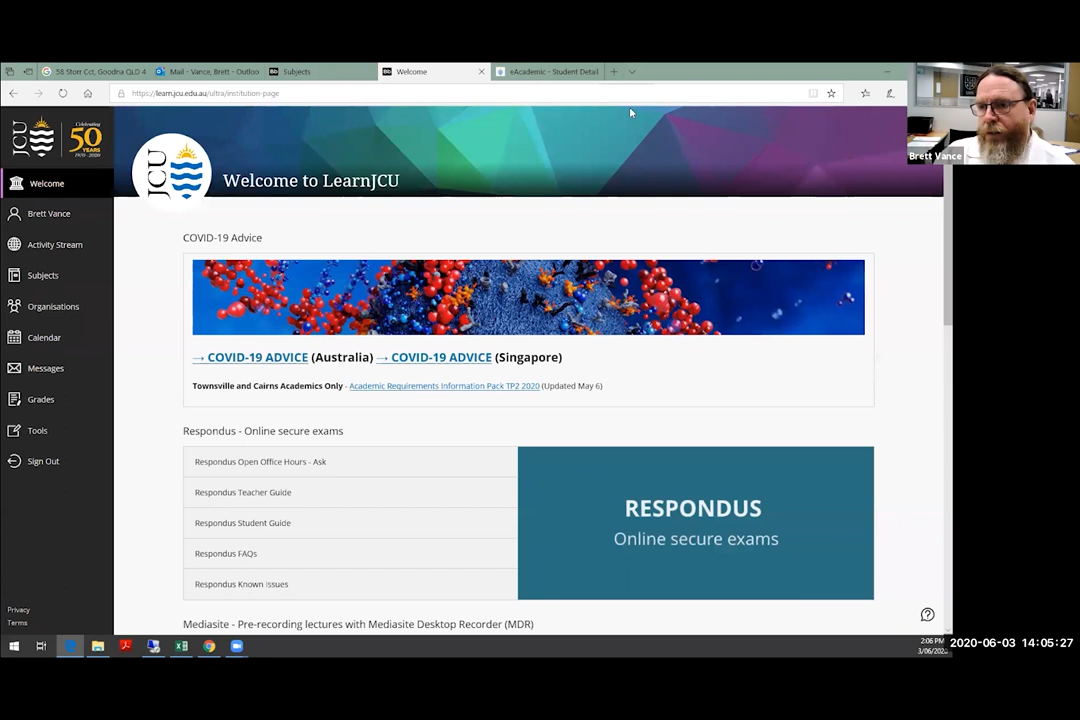 58 Storr Cct, Goodna QLD 4
Mail - Vance, Brett - Outloo
Bb
Subjects
Bb
Welcome
eAcademic - Student Detail
https://learn.jcu.edu.au/ultra/institution-page
JCU
Celebrating
50
YEARS
1970-2020
JCU
Welcome to LearnJCU
Brett Vance
Welcome
Brett Vance
Activity Stream
Subjects
Organisations
Calendar
Messages
Grades
Tools
Sign Out
Privacy
Terms
COVID-19 Advice
→ COVID-19 ADVICE (Australia) → COVID-19 ADVICE (Singapore)
Townsville and Cairns Academics Only - Academic Requirements Information Pack TP2 2020 (Updated May 6)
Respondus - Online secure exams
Respondus Open Office Hours - Ask
Respondus Teacher Guide
Respondus Student Guide
Respondus FAQs
Respondus Known Issues
RESPONDUS
Online secure exams
Mediasite - Pre-recording lectures with Mediasite Desktop Recorder (MDR)
2:06 PM
3/06/202
2020-06-03 14:05:27